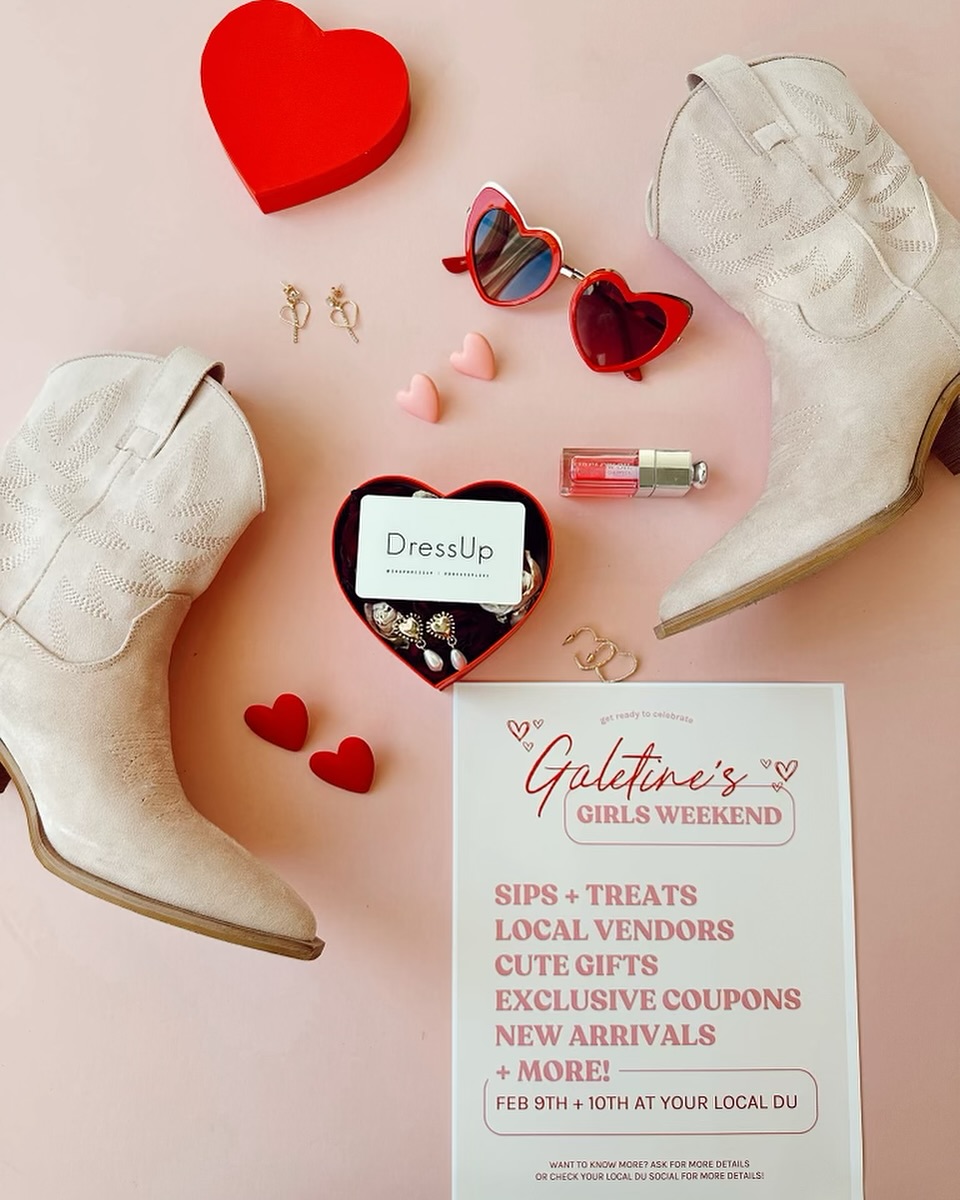 DressUp
get ready to celebrate
Galetine's
GIRLS WEEKEND
SIPS + TREATS
LOCAL VENDORS
CUTE GIFTS
EXCLUSIVE COUPONS
NEW ARRIVALS
+ MORE!
FEB 9TH + 10TH AT YOUR LOCAL DU
WANT TO KNOW MORE? ASK FOR MORE DETAILS
OR CHECK YOUR LOCAL DU SOCIAL FOR MORE DETAILS!